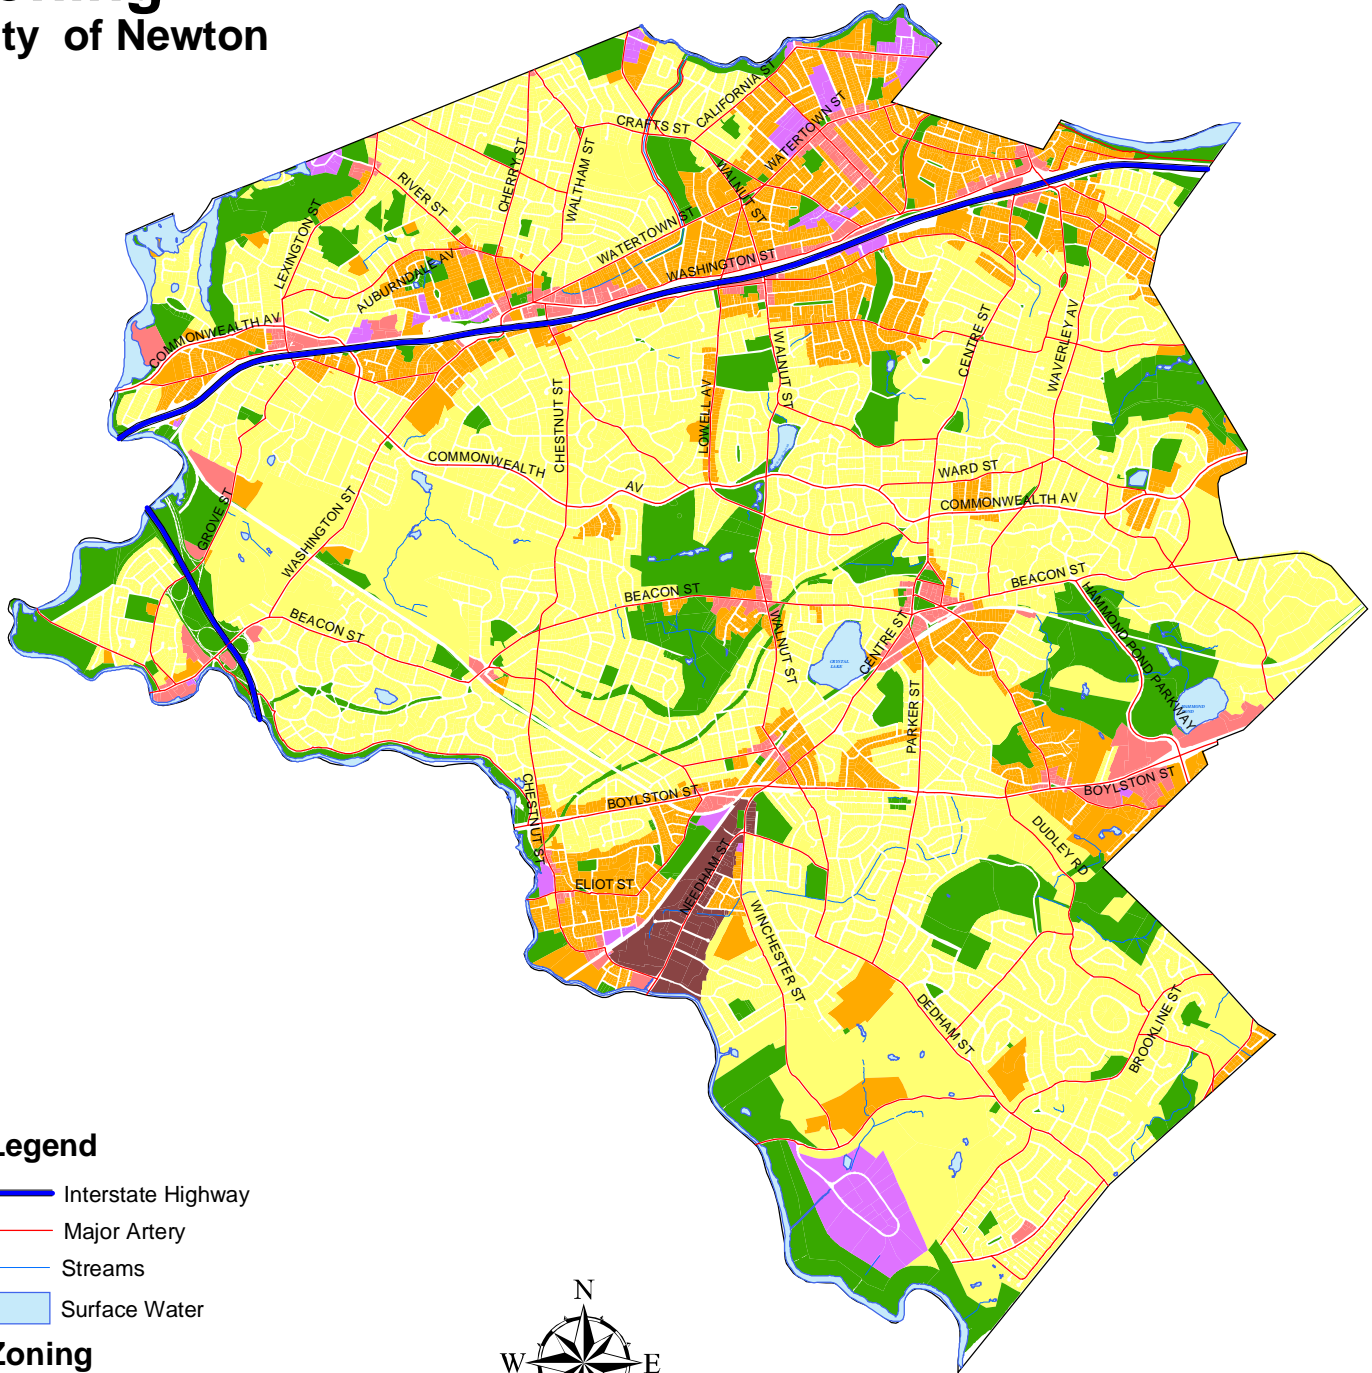 ty of Newton
CALIFORNIA ST
CRAFTS ST
WATERTOWN ST
CHERRY ST
WALTHAM ST
WALNUT ST
RIVER ST
LEXINGTON ST
WATERTOWN ST
AUBURNDALE AV
WASHINGTON ST
COMMONWEALTH AV
CENTRE ST
WAVERLEY AV
WALNUT ST
LOWELL AV
CHESTNUT ST
COMMONWEALTH
AV
WARD ST
COMMONWEALTH AV
GROVE ST
WASHINGTON ST
BEACON ST
BEACON ST
BEACON ST
HAMMOND POND PARKWAY
WALNUT ST
CENTRE ST
CRYSTAL
LAKE
PARKER ST
HAMMOND
POND
CHESTNUT ST
BOYLSTON ST
BOYLSTON ST
DUDLEY RD
NEEDHAM ST
ELIOT ST
WINCHESTER ST
DEDHAM ST
BROOKLINE ST
Legend
Interstate Highway
Major Artery
Streams
Surface Water
Zoning
N
W E